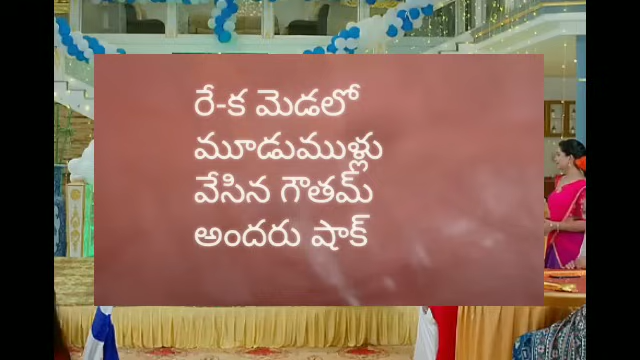 రే-క మెడలో
మూడుముళ్లు
వేసిన గౌతమ్
అందరు షాక్